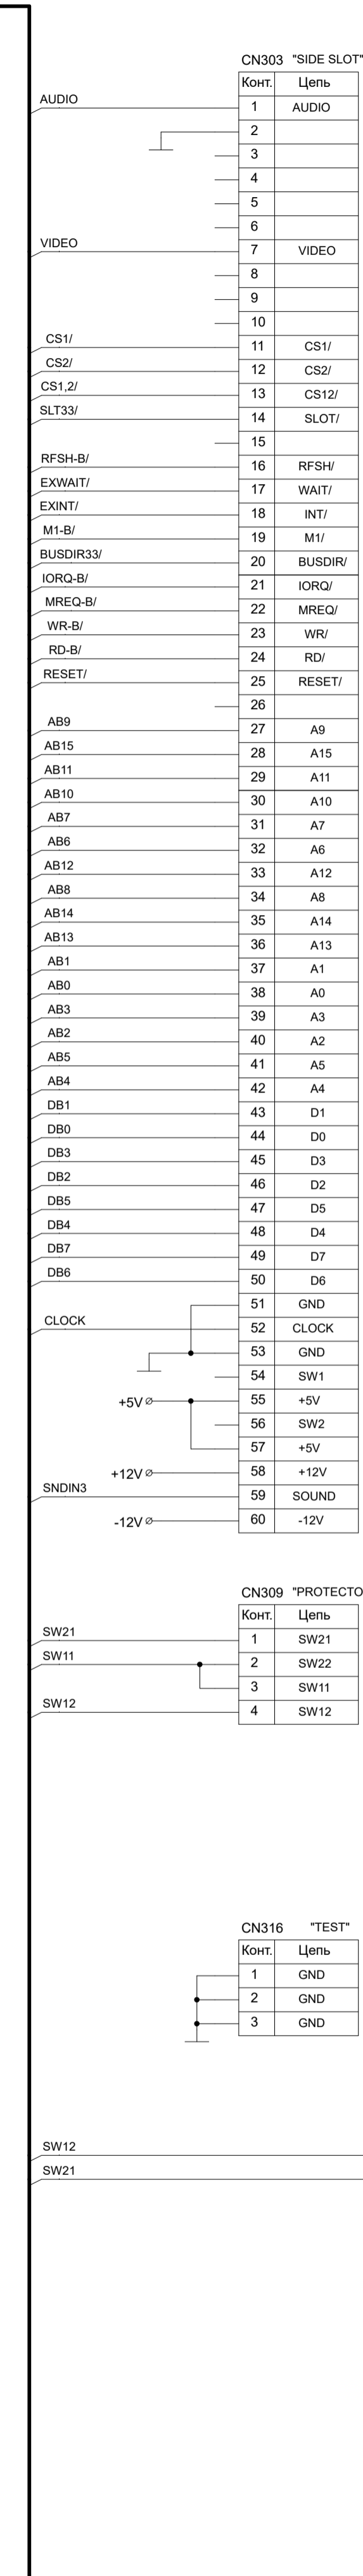 CN303 "SIDE SLOT"
Конт. Цепь
AUDIO 1 AUDIO
2
3
4
5
6
VIDEO 7 VIDEO
8
9
10
CS1/ 11 CS1/
CS2/ 12 CS2/
CS1,2/ 13 CS12/
SLT33/ 14 SLOT/
15
RFSH-B/ 16 RFSH/
EXWAIT/ 17 WAIT/
EXINT/ 18 INT/
M1-B/ 19 M1/
BUSDIR33/ 20 BUSDIR/
IORQ-B/ 21 IORQ/
MREQ-B/ 22 MREQ/
WR-B/ 23 WR/
RD-B/ 24 RD/
RESET/ 25 RESET/
26
AB9 27 A9
AB15 28 A15
AB11 29 A11
AB10 30 A10
AB7 31 A7
AB6 32 A6
AB12 33 A12
AB8 34 A8
AB14 35 A14
AB13 36 A13
AB1 37 A1
AB0 38 A0
AB3 39 A3
AB2 40 A2
AB5 41 A5
AB4 42 A4
DB1 43 D1
DB0 44 D0
DB3 45 D3
DB2 46 D2
DB5 47 D5
DB4 48 D4
DB7 49 D7
DB6 50 D6
51 GND
CLOCK 52 CLOCK
53 GND
54 SW1
+5V 55 +5V
56 SW2
57 +5V
+12V 58 +12V
SNDIN3 59 SOUND
-12V 60 -12V
CN309 "PROTECTO
Конт. Цепь
SW21 1 SW21
SW11 2 SW22
3 SW11
SW12 4 SW12
CN316 "TEST"
Конт. Цепь
1 GND
2 GND
3 GND
SW12
SW21